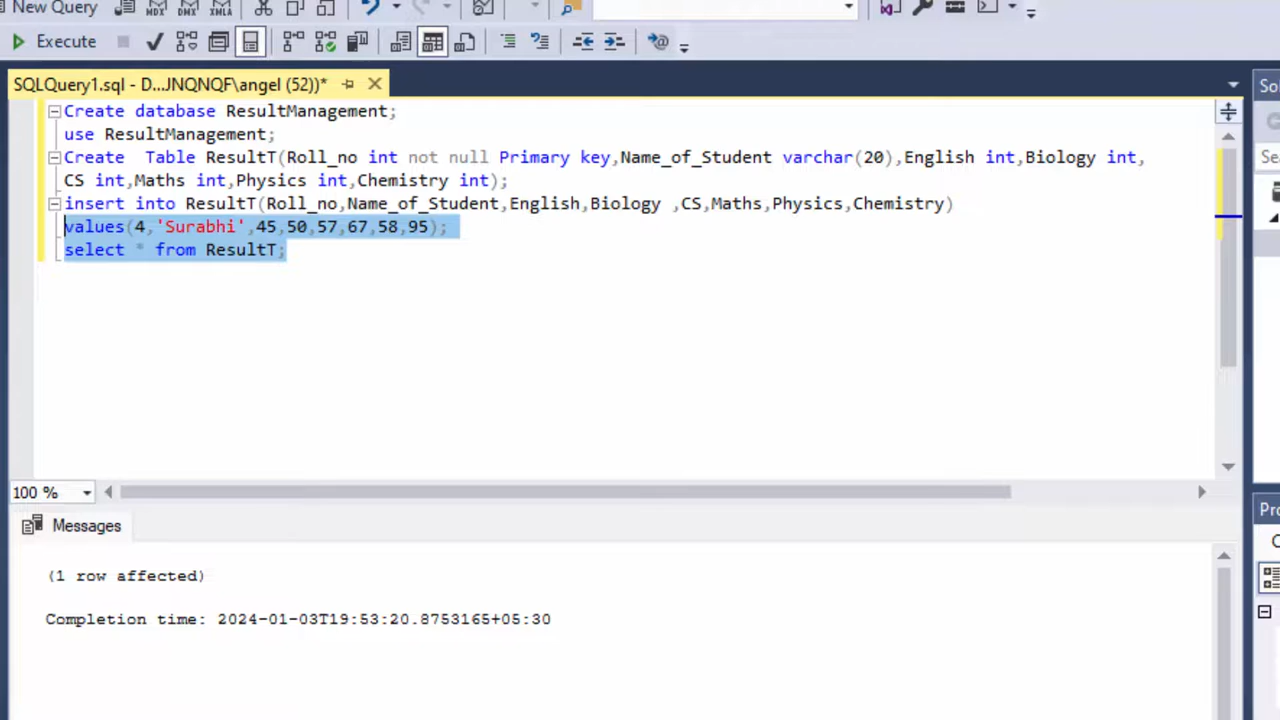 New Query
MDX DMX XMLA
Execute
SQLQuery1.sql - D...JNQNQF\angel (52))*
Create database ResultManagement;
use ResultManagement;
Create  Table ResultT(Roll_no int not null Primary key,Name_of_Student varchar(20),English int,Biology int,
CS int,Maths int,Physics int,Chemistry int);
insert into ResultT(Roll_no,Name_of_Student,English,Biology ,CS,Maths,Physics,Chemistry)
values(4,'Surabhi',45,50,57,67,58,95);
select * from ResultT;
100 %
Messages
(1 row affected)
Completion time: 2024-01-03T19:53:20.8753165+05:30